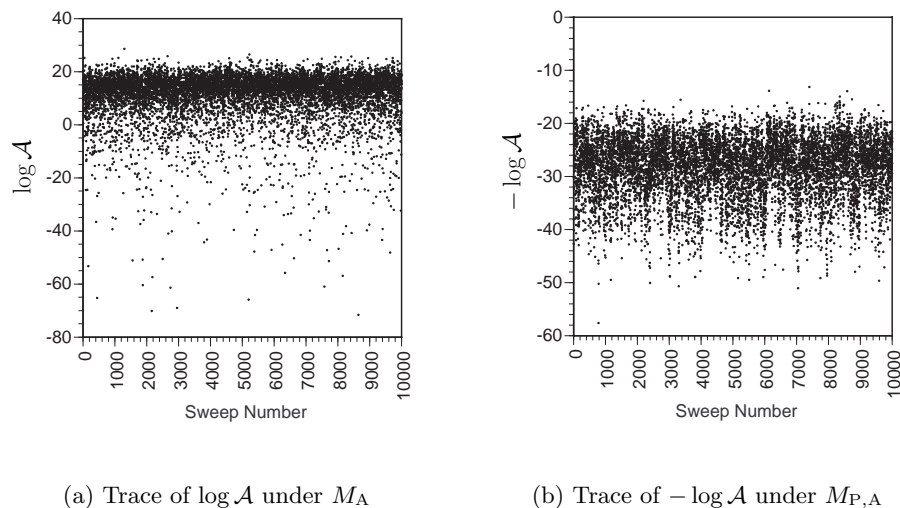 40
20
0
-20
-40
-60
-80
log 𝒜
0 1000 2000 3000 4000 5000 6000 7000 8000 9000 10000
Sweep Number
(a) Trace of log 𝒜 under M_A
-0
-10
-20
-30
-40
-50
-60
− log 𝒜
0 1000 2000 3000 4000 5000 6000 7000 8000 9000 10000
Sweep Number
(b) Trace of − log 𝒜 under M_P,A